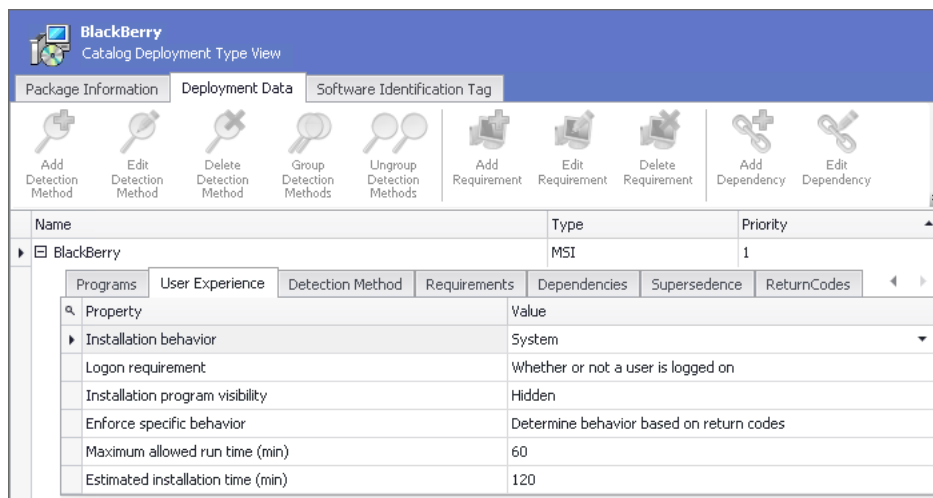 BlackBerry
Catalog Deployment Type View
Package Information Deployment Data Software Identification Tag
Add Detection Method
Edit Detection Method
Delete Detection Method
Group Detection Methods
Ungroup Detection Methods
Add Requirement
Edit Requirement
Delete Requirement
Add Dependency
Edit Dependency
Name Type Priority
BlackBerry MSI 1
Programs User Experience Detection Method Requirements Dependencies Supersedence ReturnCodes
Property Value
Installation behavior System
Logon requirement Whether or not a user is logged on
Installation program visibility Hidden
Enforce specific behavior Determine behavior based on return codes
Maximum allowed run time (min) 60
Estimated installation time (min) 120